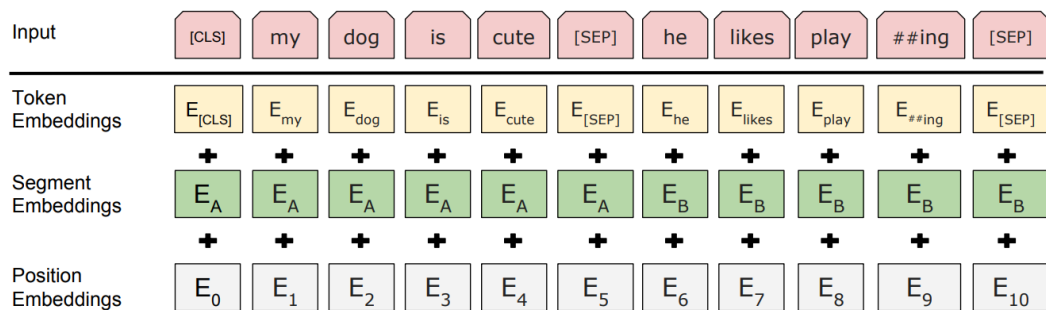 Input [CLS] my dog is cute [SEP] he likes play ##ing [SEP]
Token Embeddings E[CLS] Emy Edog Eis Ecute E[SEP] Ehe Elikes Eplay E##ing E[SEP]
+ + + + + + + + + + +
Segment Embeddings EA EA EA EA EA EA EB EB EB EB EB
+ + + + + + + + + + +
Position Embeddings E0 E1 E2 E3 E4 E5 E6 E7 E8 E9 E10